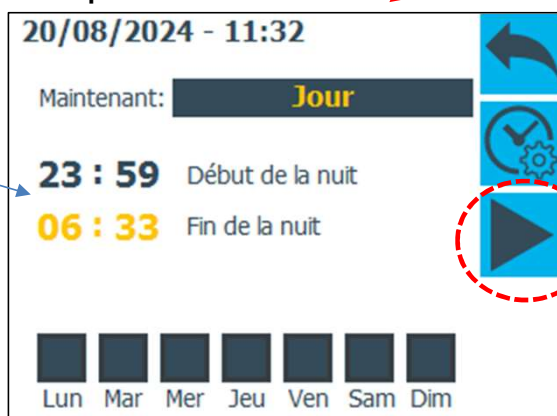 20/08/2024 - 11:32
Maintenant: Jour
23 : 59 Début de la nuit
06 : 33 Fin de la nuit
Lun Mar Mer Jeu Ven Sam Dim